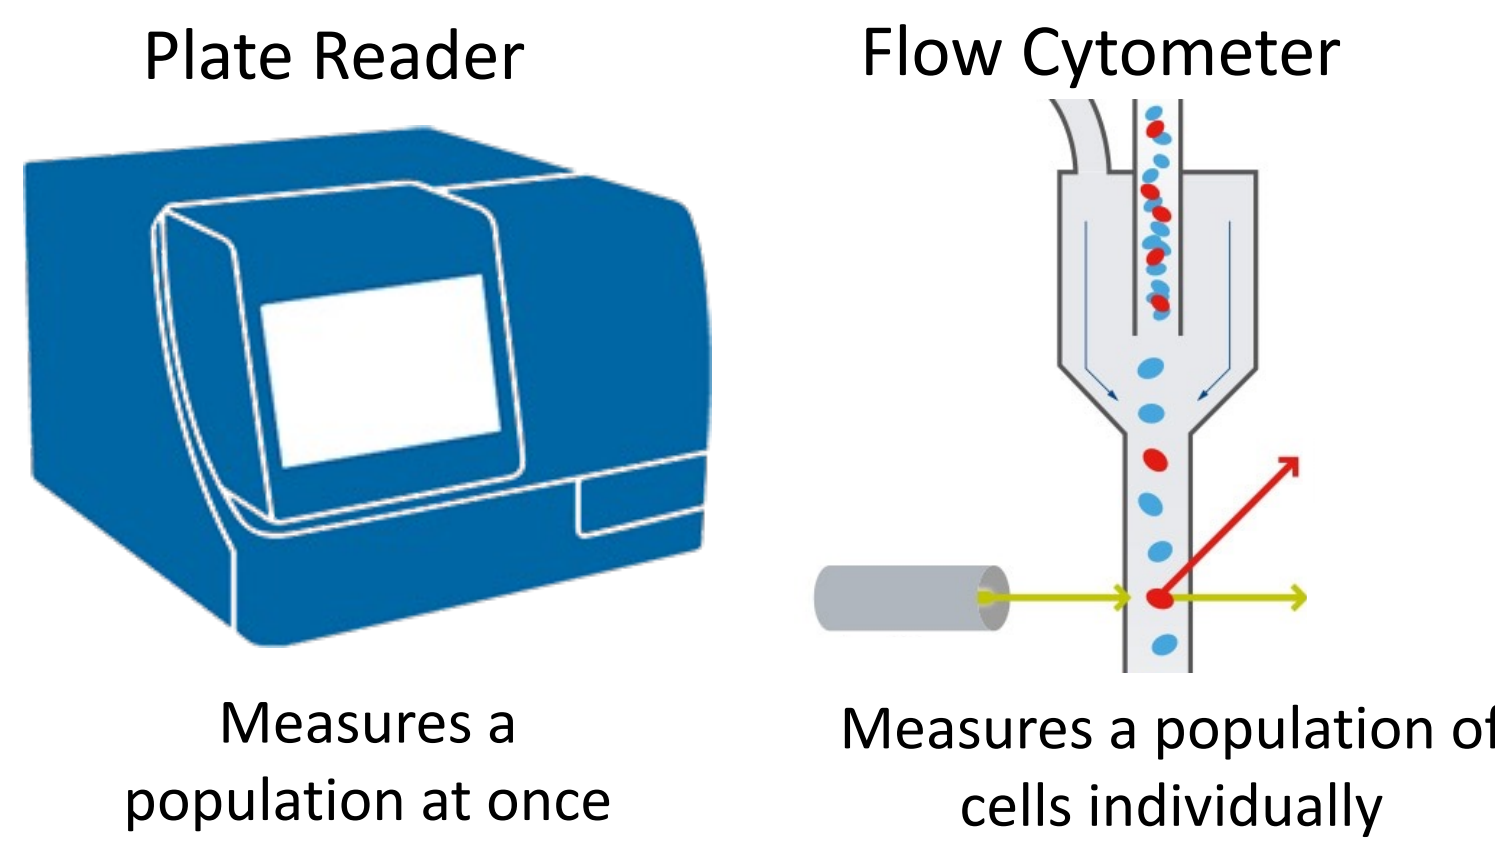 Plate Reader
Flow Cytometer
Measures a
population at once
Measures a population of
cells individually